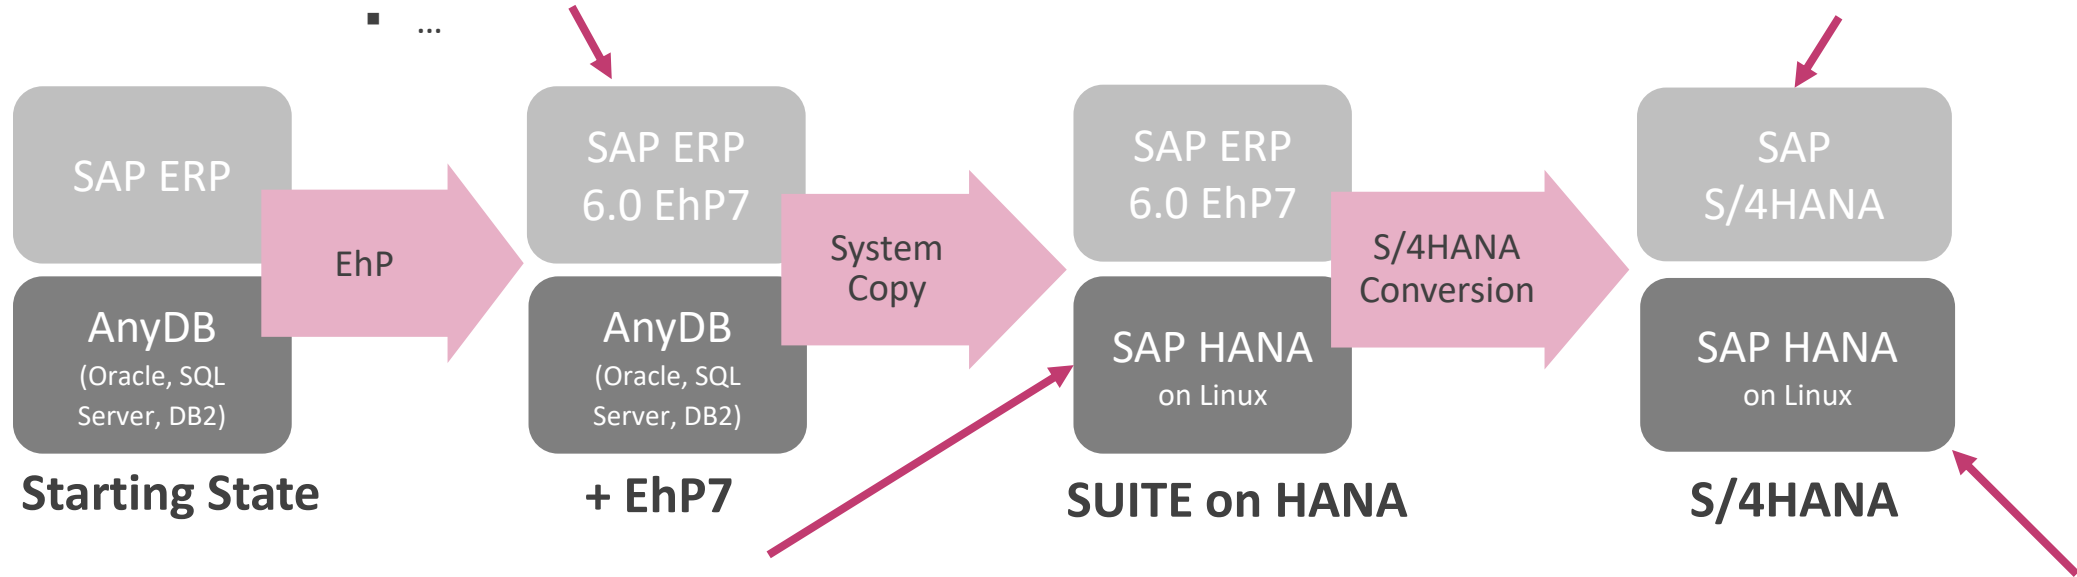 ▪ ...
SAP ERP
AnyDB
(Oracle, SQL
Server, DB2)
Starting State
EhP
SAP ERP
6.0 EhP7
AnyDB
(Oracle, SQL
Server, DB2)
+ EhP7
System
Copy
SAP ERP
6.0 EhP7
SAP HANA
on Linux
SUITE on HANA
S/4HANA
Conversion
SAP
S/4HANA
SAP HANA
on Linux
S/4HANA